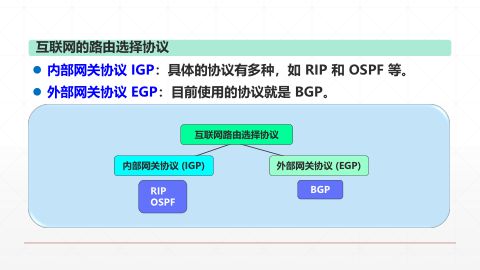 互联网的路由选择协议
内部网关协议 IGP：具体的协议有多种，如 RIP 和 OSPF 等。
外部网关协议 EGP：目前使用的协议就是 BGP。
互联网路由选择协议
内部网关协议 (IGP)
外部网关协议 (EGP)
RIP
OSPF
BGP